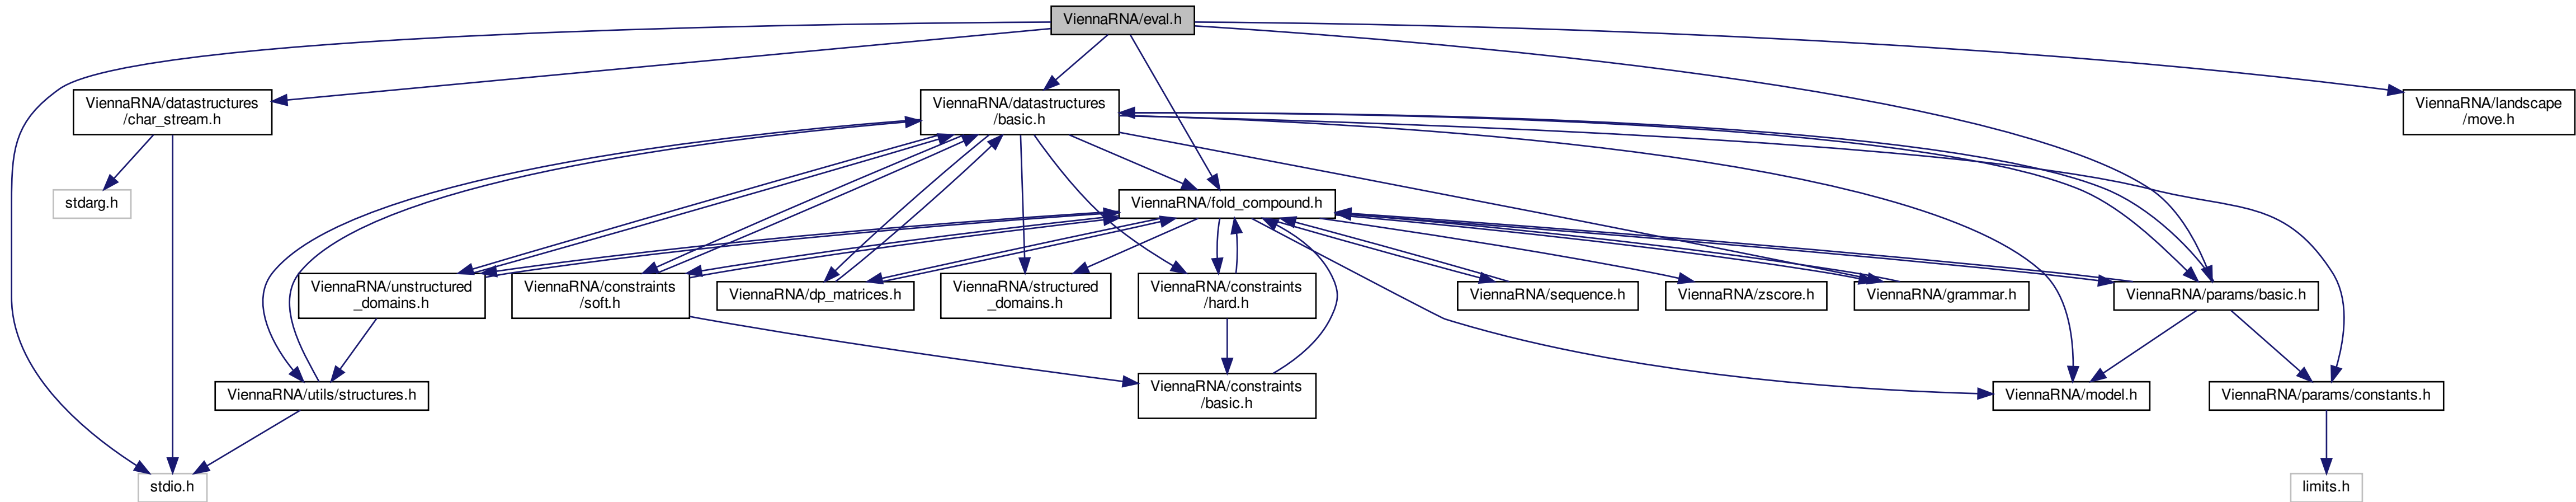 ViennaRNA/eval.h
ViennaRNA/datastructures
/char_stream.h
ViennaRNA/datastructures
/basic.h
ViennaRNA/landscape
/move.h
stdarg.h
ViennaRNA/fold_compound.h
ViennaRNA/unstructured
_domains.h
ViennaRNA/constraints
/soft.h
ViennaRNA/dp_matrices.h
ViennaRNA/structured
_domains.h
ViennaRNA/constraints
/hard.h
ViennaRNA/sequence.h
ViennaRNA/zscore.h
ViennaRNA/grammar.h
ViennaRNA/params/basic.h
ViennaRNA/utils/structures.h
ViennaRNA/constraints
/basic.h
ViennaRNA/model.h
ViennaRNA/params/constants.h
stdio.h
limits.h